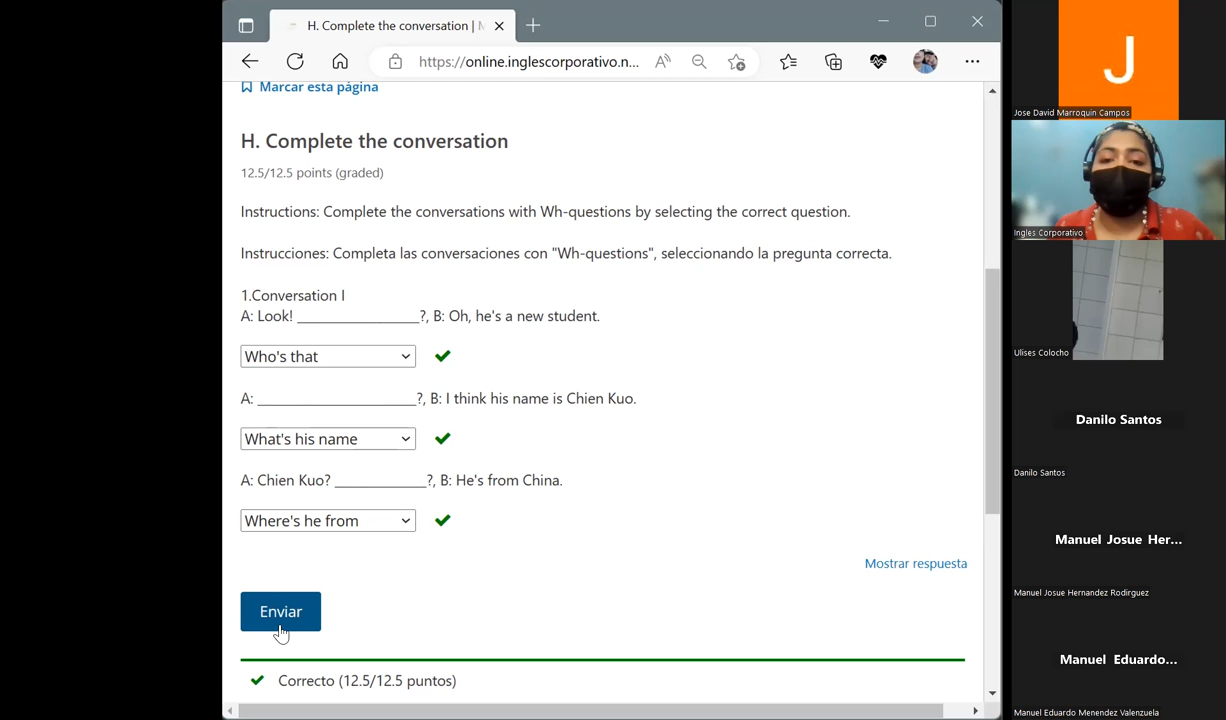 H. Complete the conversation | M
https://online.inglescorporativo.n...
Marcar esta página
H. Complete the conversation
12.5/12.5 points (graded)
Instructions: Complete the conversations with Wh-questions by selecting the correct question.
Instrucciones: Completa las conversaciones con "Wh-questions", seleccionando la pregunta correcta.
1.Conversation I
A: Look! __________________?, B: Oh, he's a new student.
Who's that
A: _______________________?, B: I think his name is Chien Kuo.
What's his name
A: Chien Kuo? _____________?, B: He's from China.
Where's he from
Mostrar respuesta
Enviar
Correcto (12.5/12.5 puntos)
J
Jose David Marroquin Campos
Ingles Corporativo
Ulises Colocho
Danilo Santos
Danilo Santos
Manuel Josue Her...
Manuel Josue Hernandez Rodirguez
Manuel Eduardo...
Manuel Eduardo Menendez Valenzuela